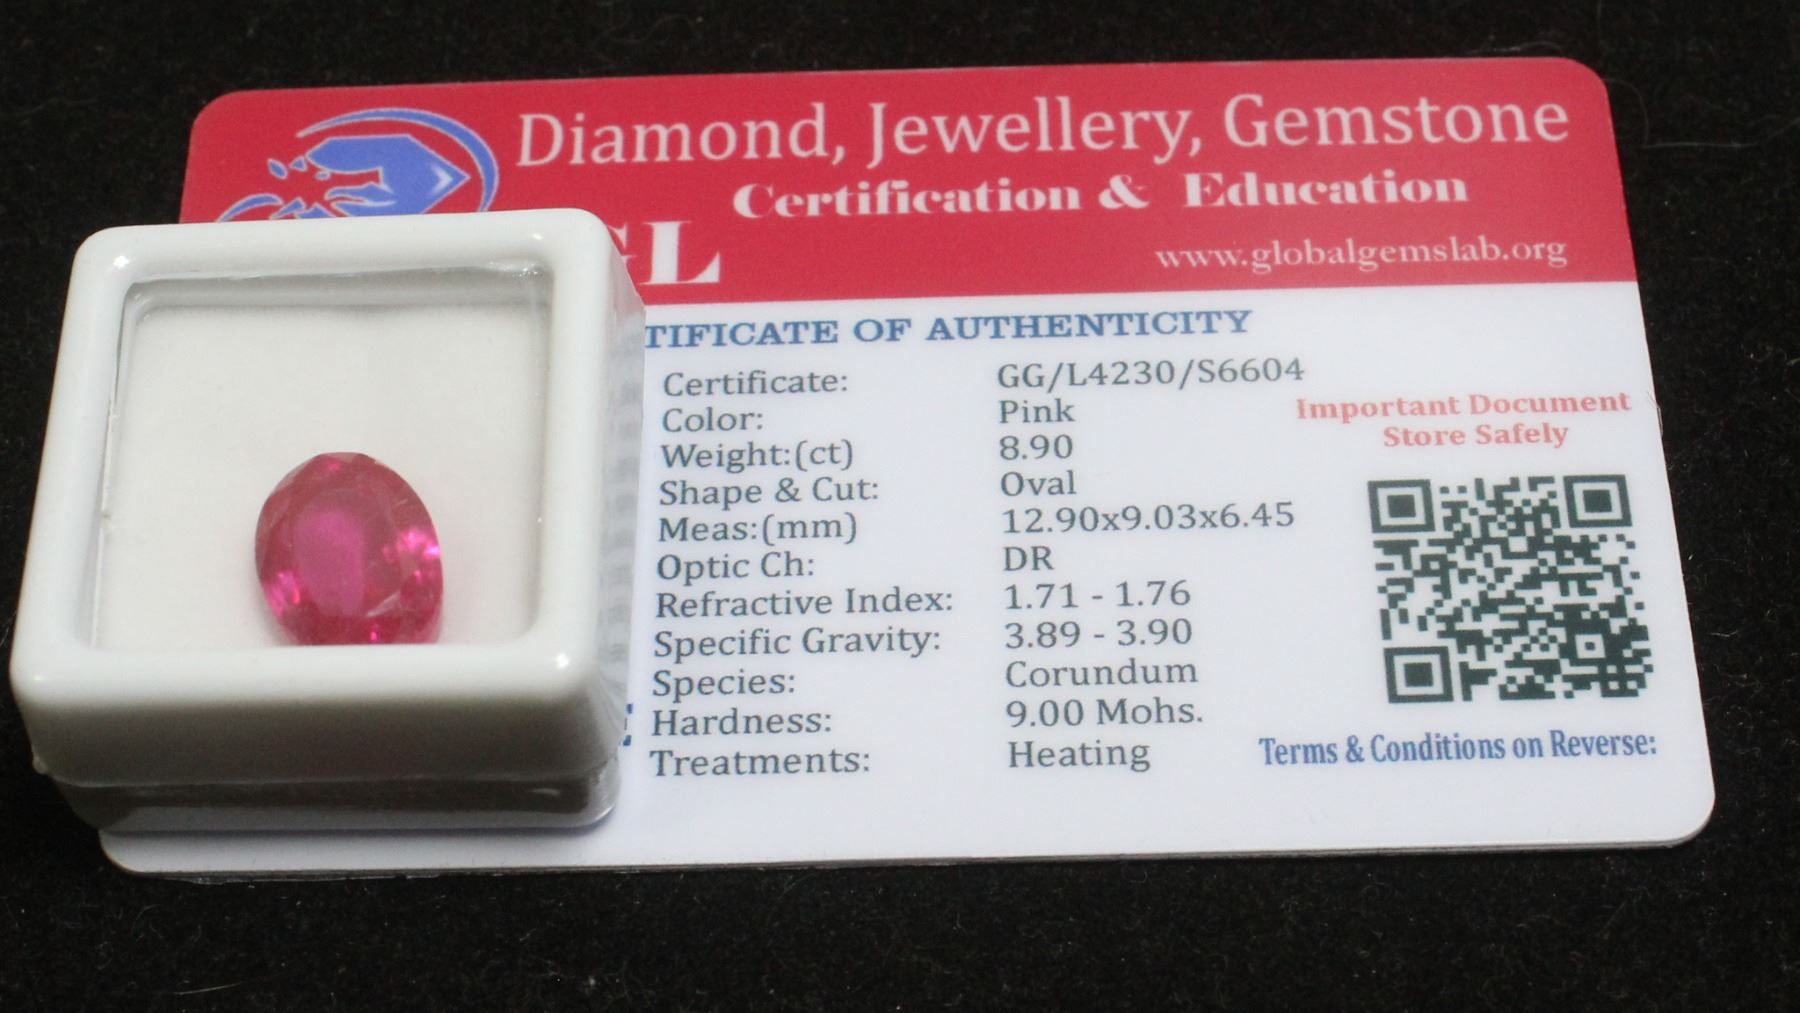 Diamond, Jewellery, Gemstone
Certification & Education
GL
www.globalgemslab.org
TIFICATE OF AUTHENTICITY
Certificate: GG/L4230/S6604
Color: Pink
Weight:(ct) 8.90
Shape & Cut: Oval
Meas:(mm) 12.90x9.03x6.45
Optic Ch: DR
Refractive Index: 1.71 - 1.76
Specific Gravity: 3.89 - 3.90
Species: Corundum
Hardness: 9.00 Mohs.
Treatments: Heating
Important Document
Store Safely
Terms & Conditions on Reverse: